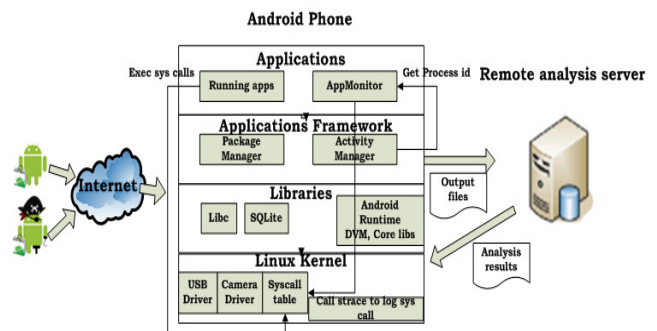 Android Phone
Applications
Exec sys calls
Get Process id
Running apps
AppMonitor
Remote analysis server
Applications Framework
Package
Manager
Activity
Manager
Internet
Libraries
Output
files
Libc
SQLite
Android
Runtime
DVM, Core libs
Linux Kernel
Analysis
results
USB
Driver
Camera
Driver
Syscall
table
Call strace to log sys
call